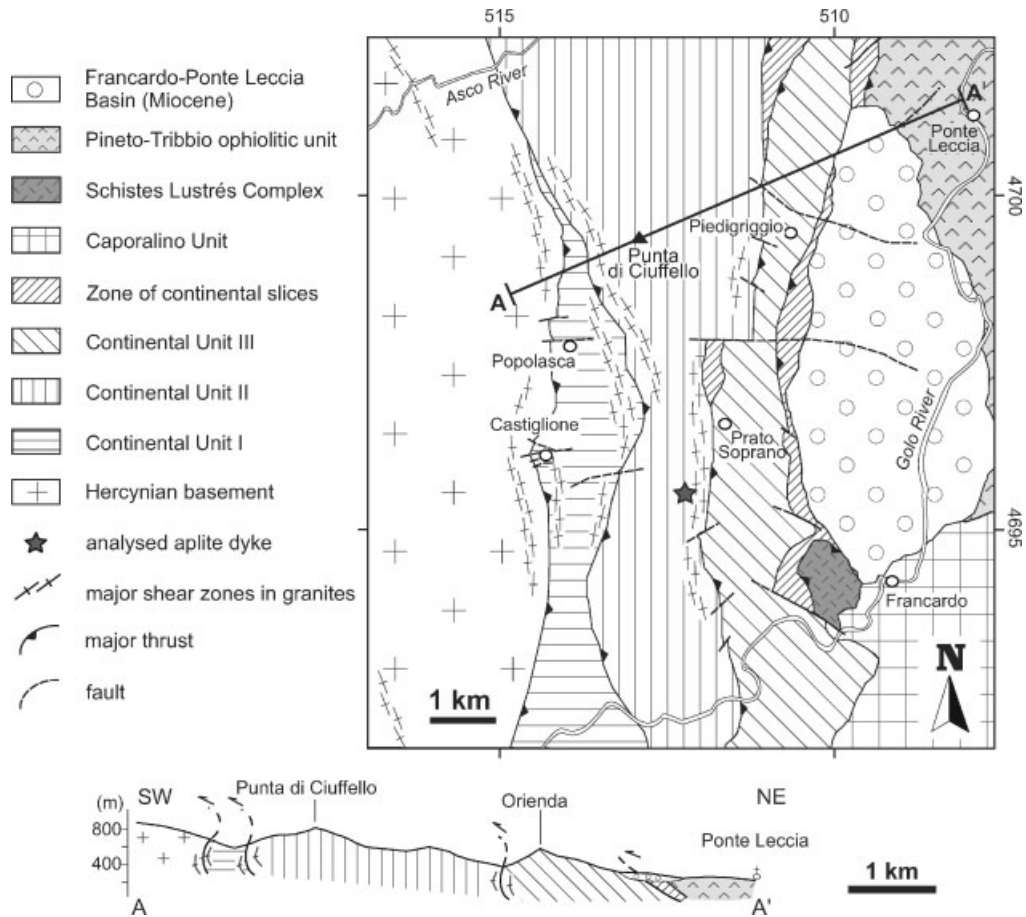 515
510
Francardo-Ponte Leccia
Basin (Miocene)
Pineto-Tribbio ophiolitic unit
Schistes Lustrés Complex
Caporalino Unit
Zone of continental slices
Continental Unit III
Continental Unit II
Continental Unit I
Hercynian basement
analysed aplite dyke
major shear zones in granites
major thrust
fault
Asco River
A'
Ponte
Leccia
4700
Piedigriggio
Punta
di Ciuffello
A
Popolasca
Castiglione
Prato
Soprano
Golo River
4695
Francardo
N
1 km
Punta di Ciuffello
SW
(m)
800
400
Orienda
NE
Ponte Leccia
1 km
A
A'